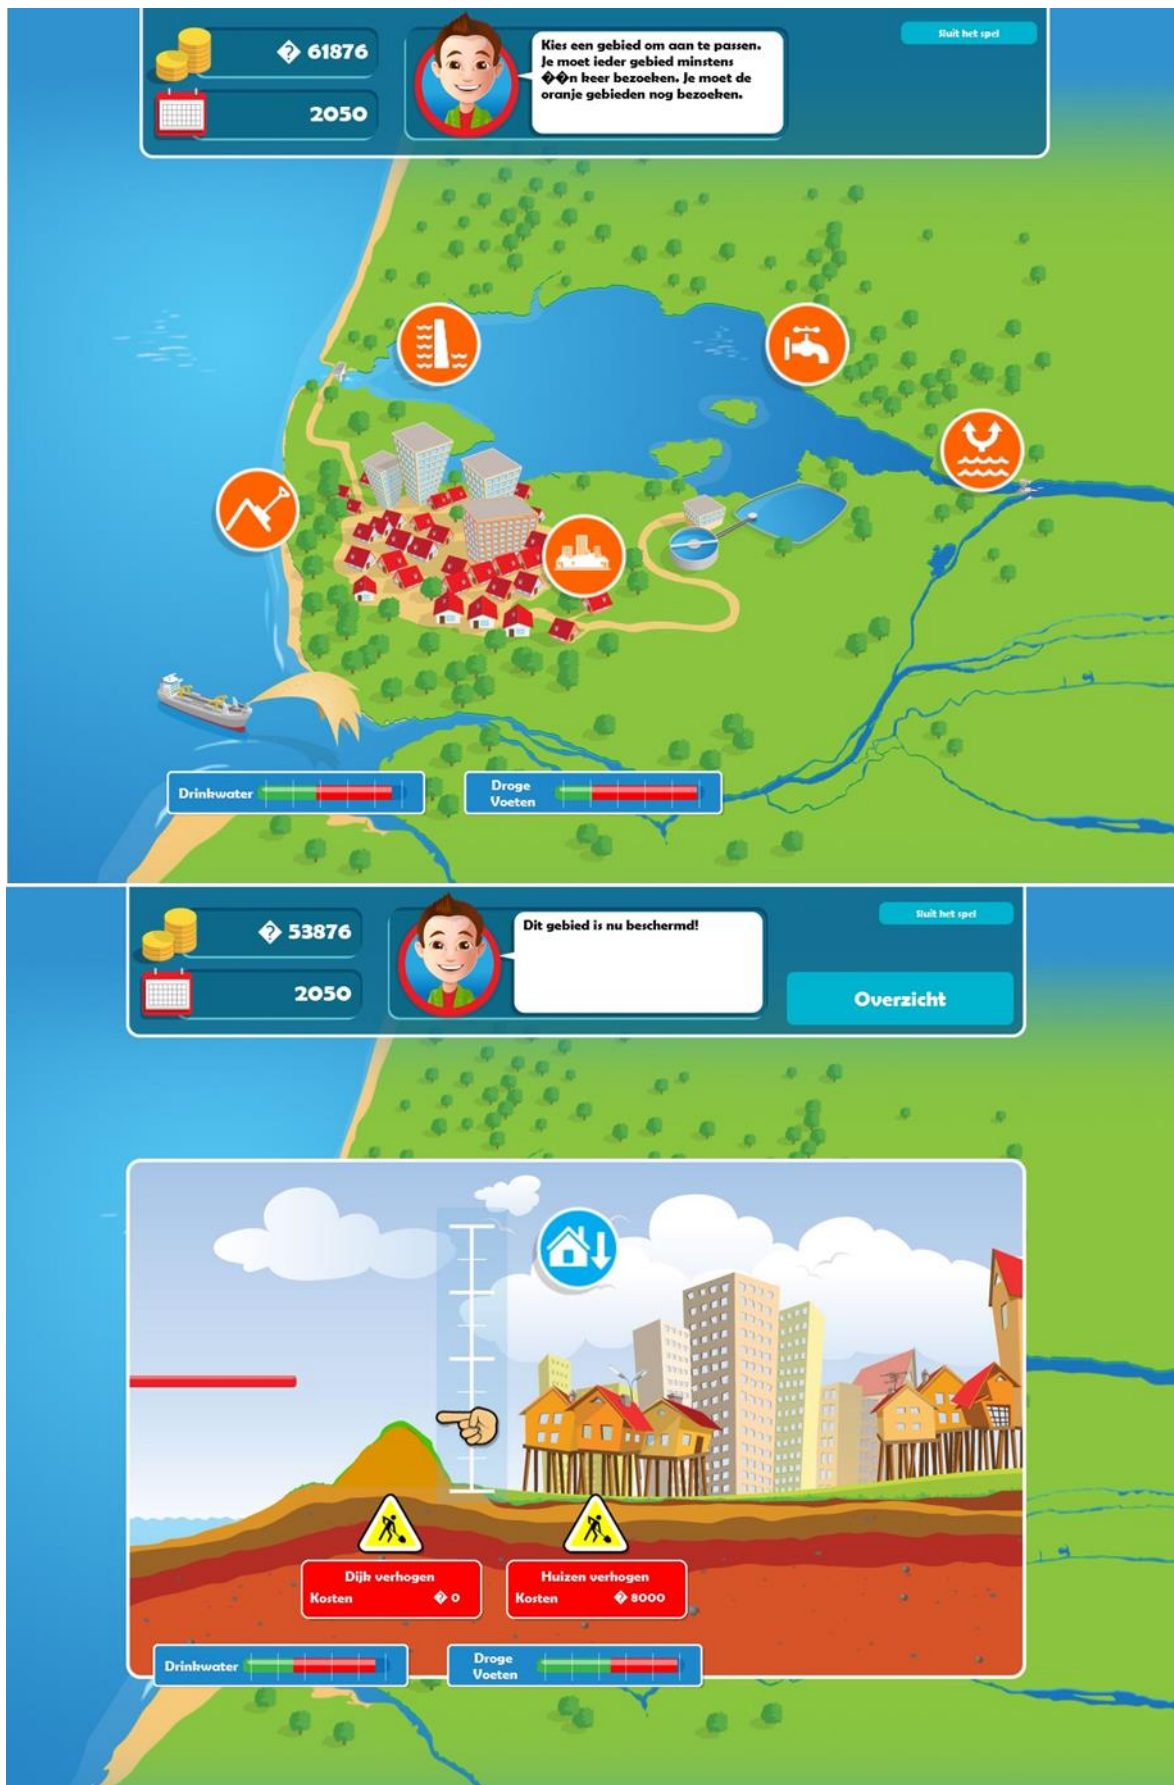 � 61876
2050
Kies een gebied om aan te passen.
Je moet ieder gebied minstens
��n keer bezoeken. Je moet de
oranje gebieden nog bezoeken.
Sluit het spel
Drinkwater
Droge
Voeten
� 53876
2050
Dit gebied is nu beschermd!
Sluit het spel
Overzicht
Dijk verhogen
Kosten � 0
Huizen verhogen
Kosten � 8000
Drinkwater
Droge
Voeten